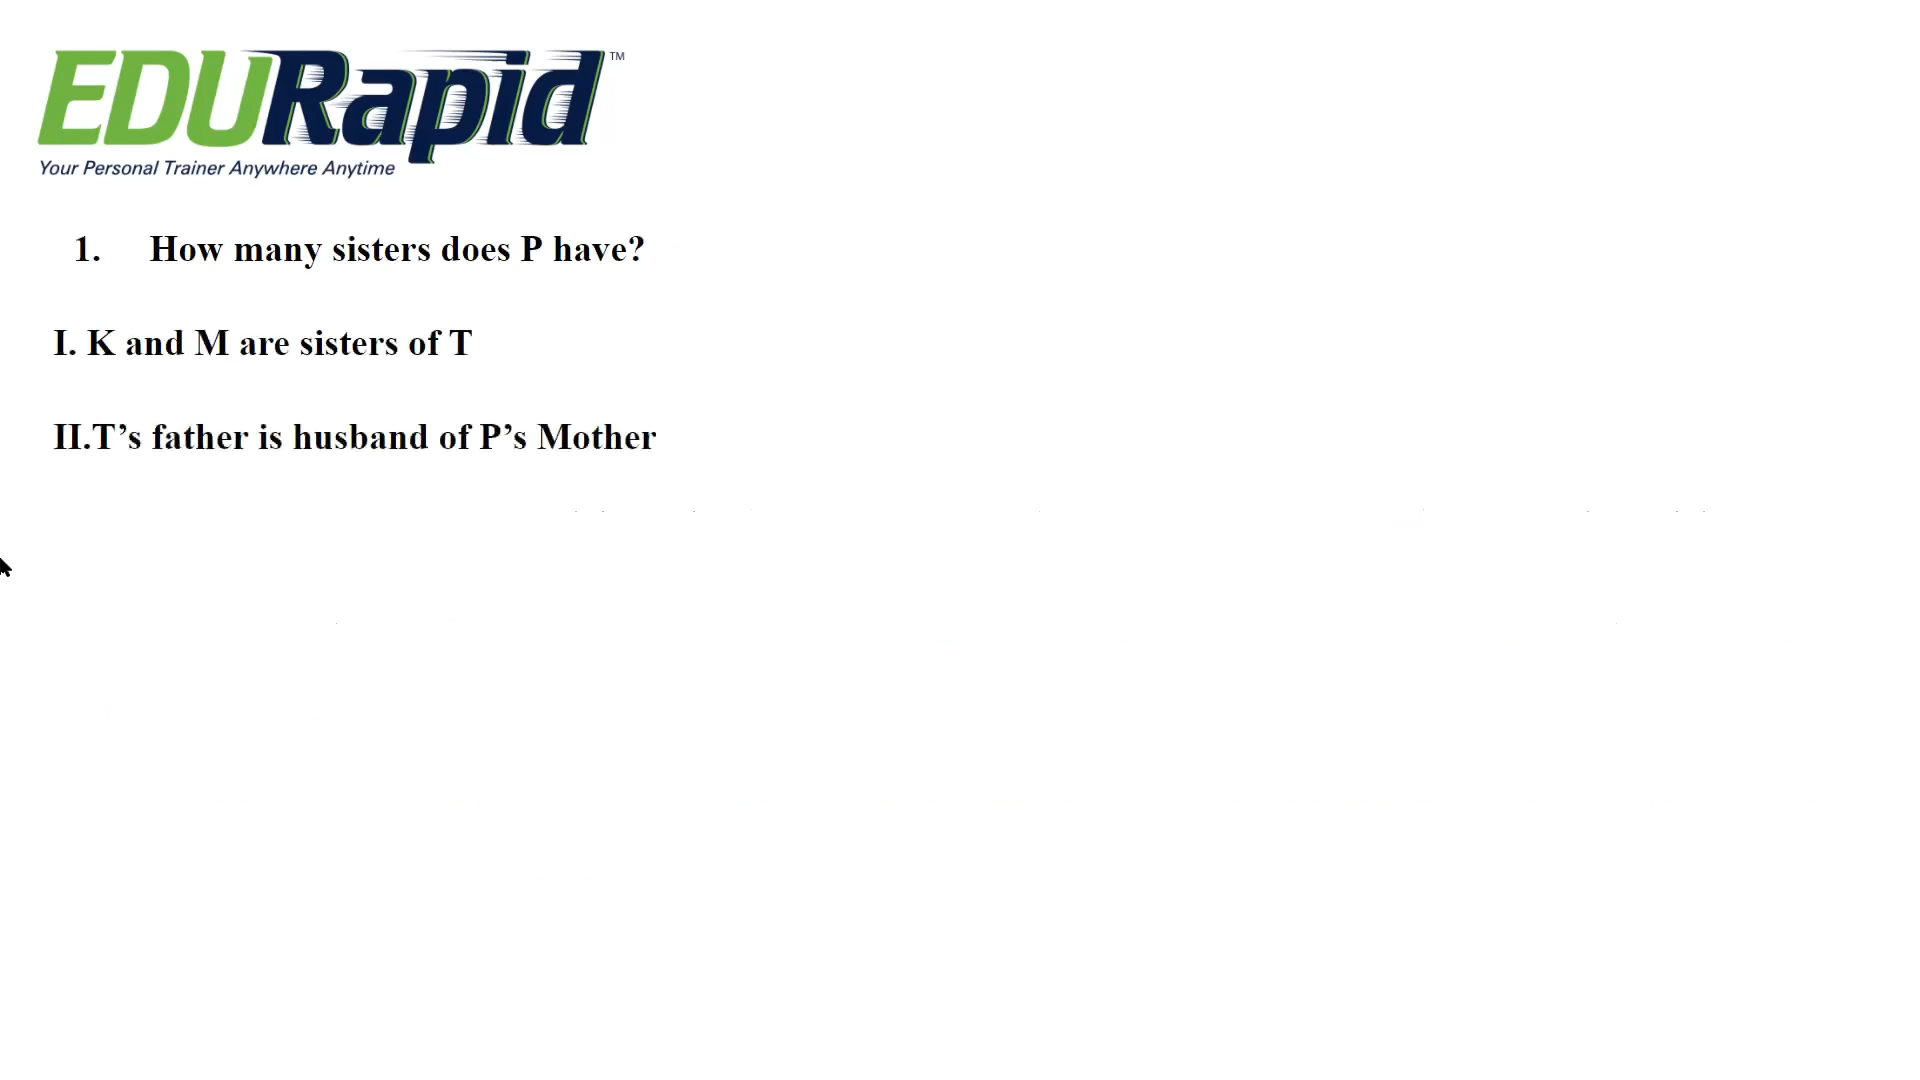 EDURapid™
Your Personal Trainer Anywhere Anytime
1. How many sisters does P have?
I. K and M are sisters of T
II.T’s father is husband of P’s Mother